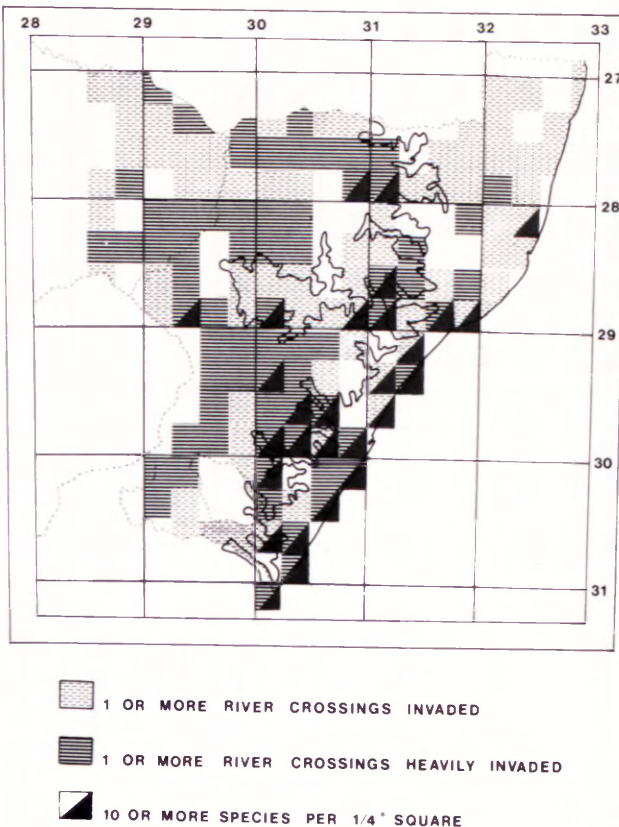 28 29 30 31 32 33
27
28
29
30
31
1 OR MORE RIVER CROSSINGS INVADED
1 OR MORE RIVER CROSSINGS HEAVILY INVADED
10 OR MORE SPECIES PER 1/4° SQUARE